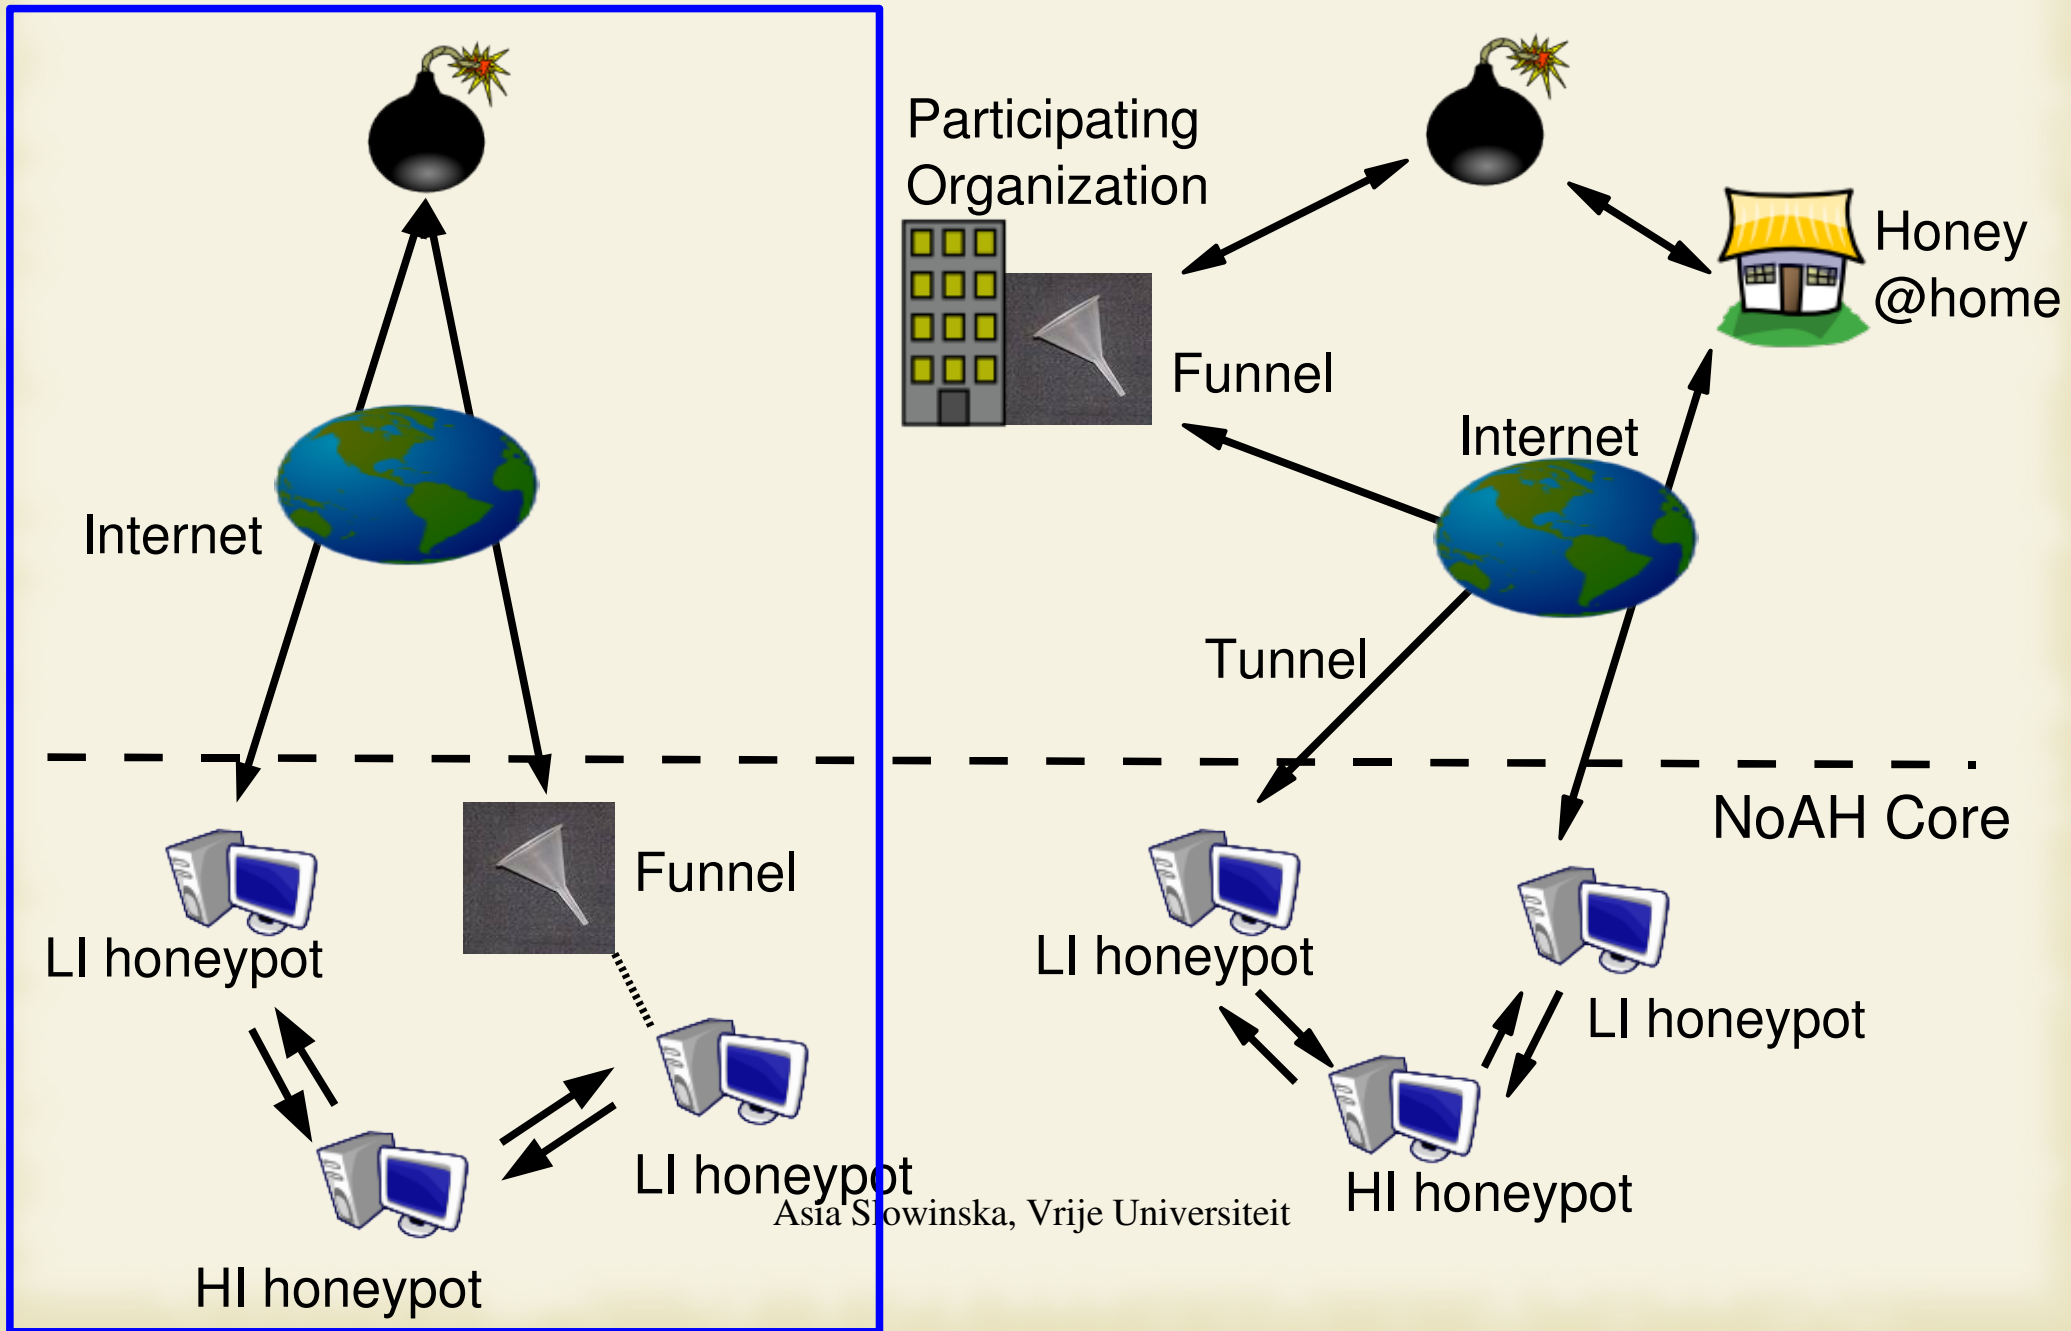 Participating
Organization
Honey
@home
Funnel
Internet
Internet
Tunnel
NoAH Core
Funnel
LI honeypot
LI honeypot
LI honeypot
LI honeypot
HI honeypot
Asia Slowinska, Vrije Universiteit
HI honeypot